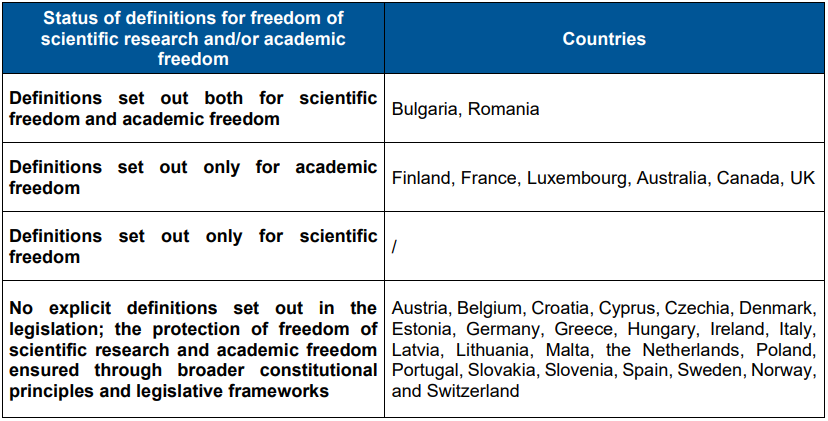 Status of definitions for freedom of
scientific research and/or academic
freedom
Countries
Definitions set out both for scientific
freedom and academic freedom
Bulgaria, Romania
Definitions set out only for academic
freedom
Finland, France, Luxembourg, Australia, Canada, UK
Definitions set out only for scientific
freedom
/
No explicit definitions set out in the
legislation; the protection of freedom of
scientific research and academic freedom
ensured through broader constitutional
principles and legislative frameworks
Austria, Belgium, Croatia, Cyprus, Czechia, Denmark,
Estonia, Germany, Greece, Hungary, Ireland, Italy,
Latvia, Lithuania, Malta, the Netherlands, Poland,
Portugal, Slovakia, Slovenia, Spain, Sweden, Norway,
and Switzerland